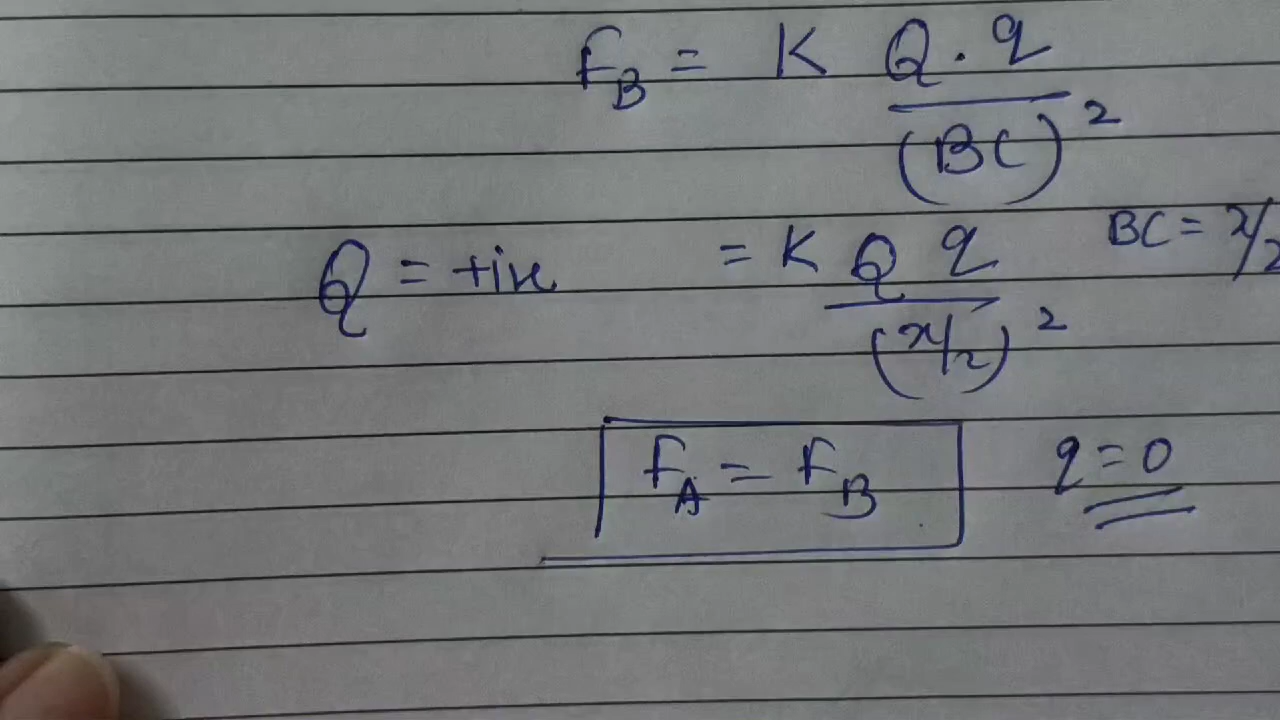 F_B = K Q . q / (BC)^2
Q = +ive = K Q q / (x/2)^2 BC = x/2
F_A = F_B q = 0